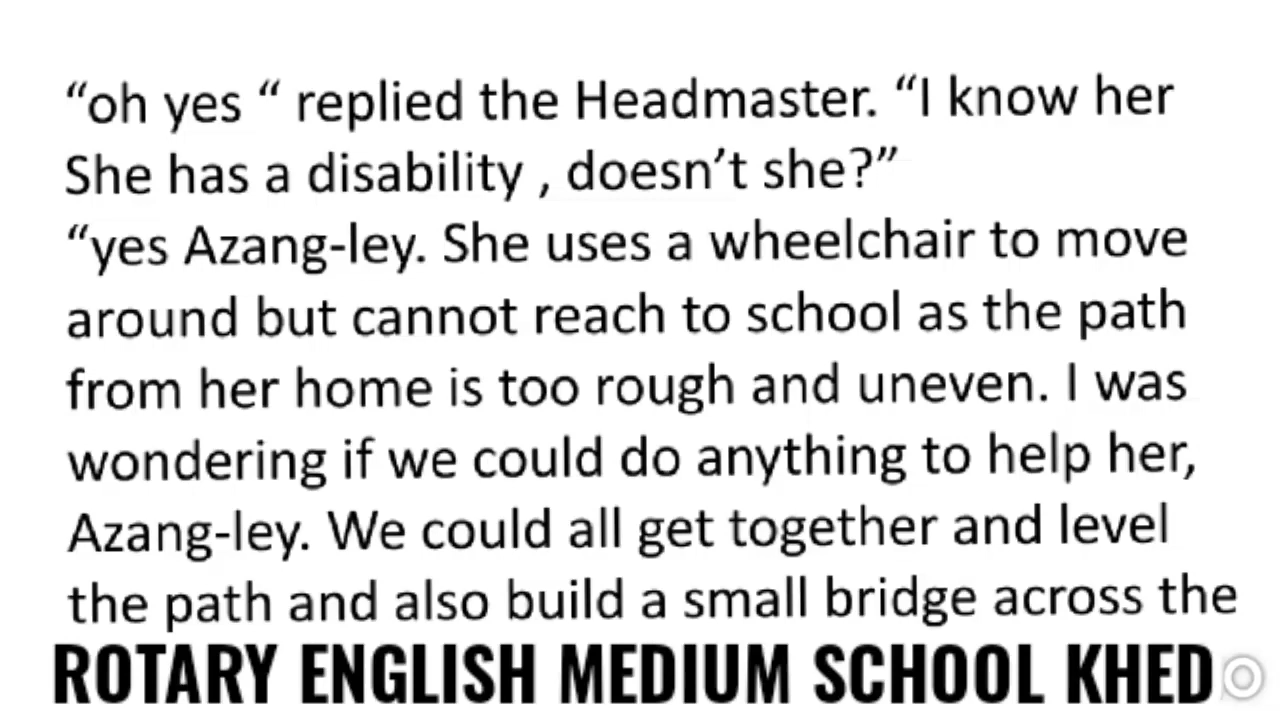 “oh yes “ replied the Headmaster. “I know her
She has a disability , doesn’t she?”
“yes Azang-ley. She uses a wheelchair to move
around but cannot reach to school as the path
from her home is too rough and uneven. I was
wondering if we could do anything to help her,
Azang-ley. We could all get together and level
the path and also build a small bridge across the
ROTARY ENGLISH MEDIUM SCHOOL KHED